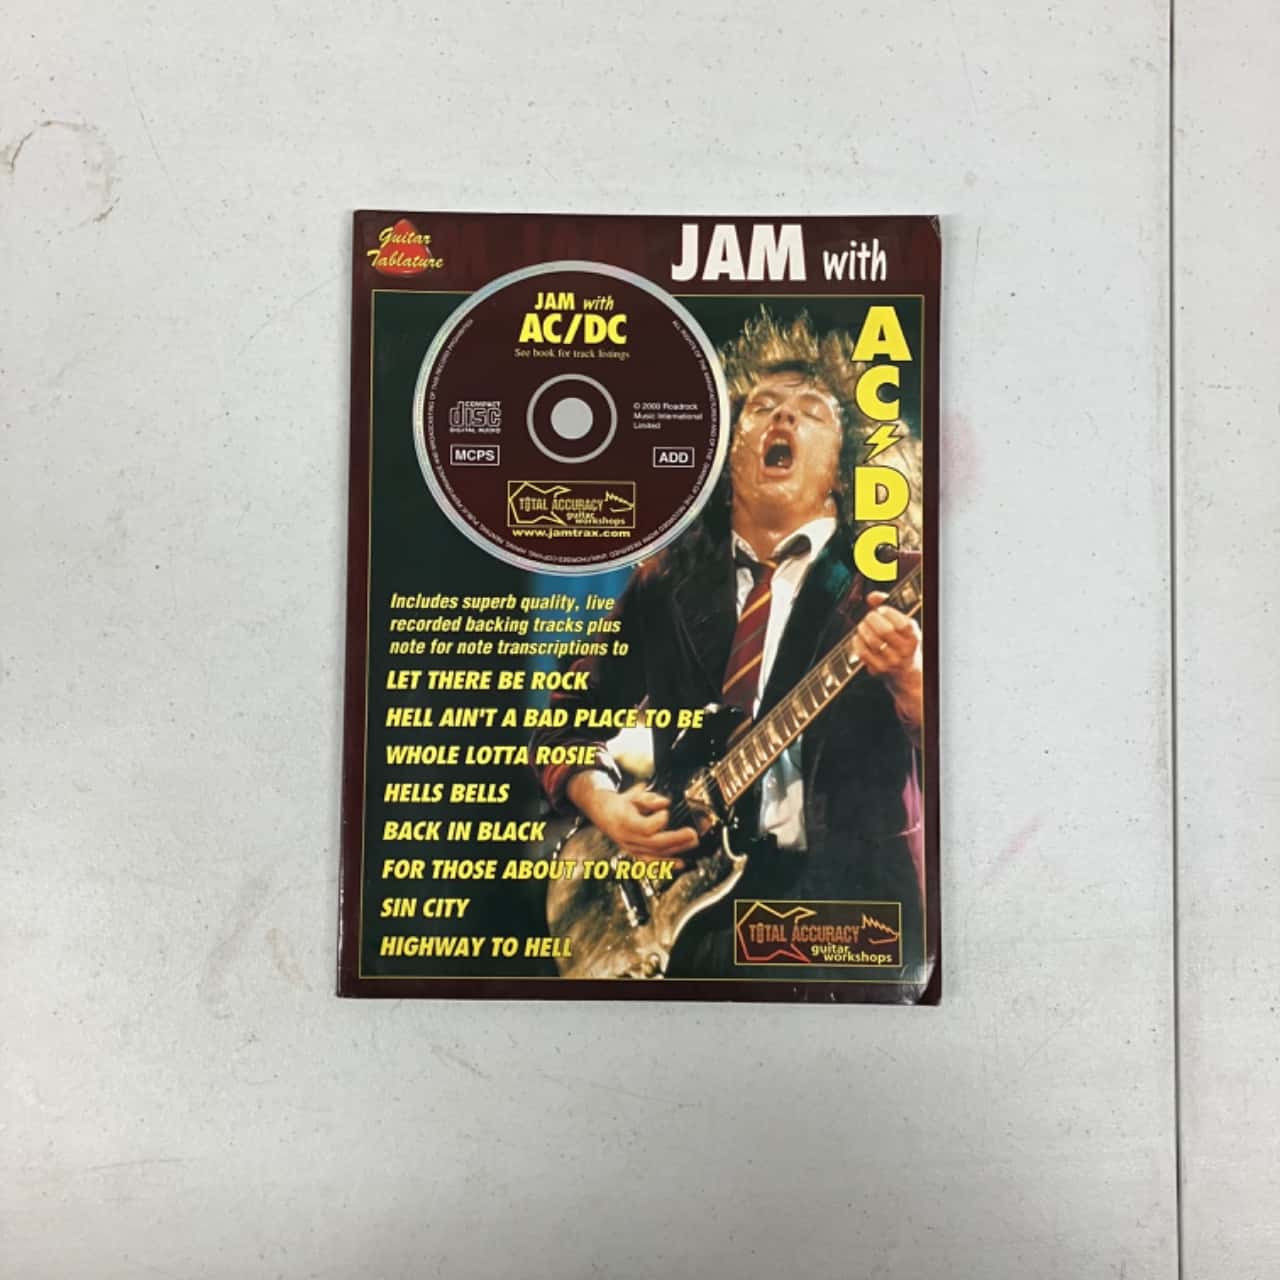 Guitar
Tablature
JAM with
AC⚡DC
JAM with
AC/DC
See book for track listings
COMPACT
disc
DIGITAL AUDIO
MCPS
© 2000 Roadrock
Music International
Limited
ADD
TOTAL ACCURACY
guitar
workshops
www.jamtrax.com
Includes superb quality, live
recorded backing tracks plus
note for note transcriptions to
LET THERE BE ROCK
HELL AIN'T A BAD PLACE TO BE
WHOLE LOTTA ROSIE
HELLS BELLS
BACK IN BLACK
FOR THOSE ABOUT TO ROCK
SIN CITY
HIGHWAY TO HELL
TOTAL ACCURACY
guitar
workshops